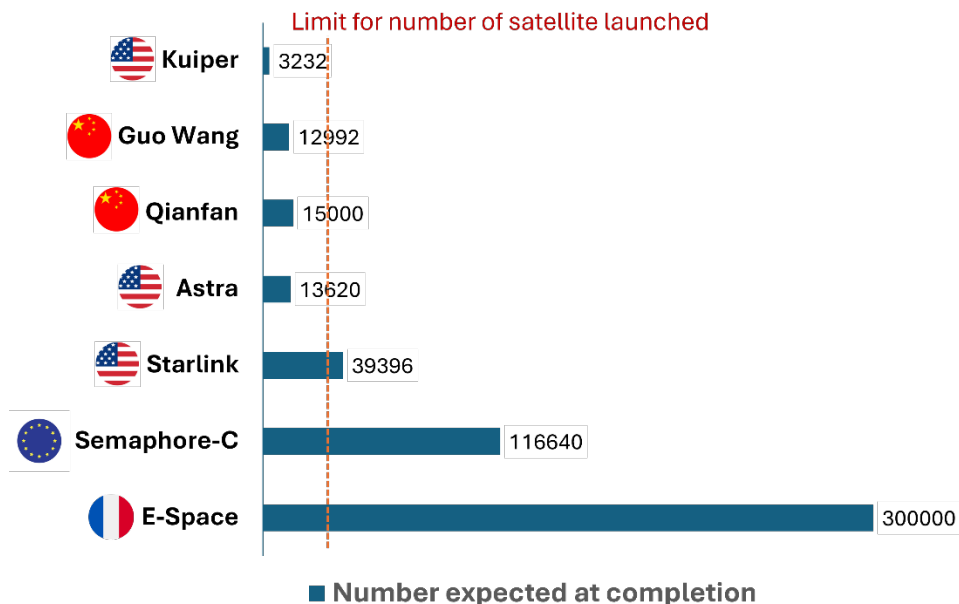 Limit for number of satellite launched
Kuiper 3232
Guo Wang 12992
Qianfan 15000
Astra 13620
Starlink 39396
Semaphore-C 116640
E-Space 300000
Number expected at completion